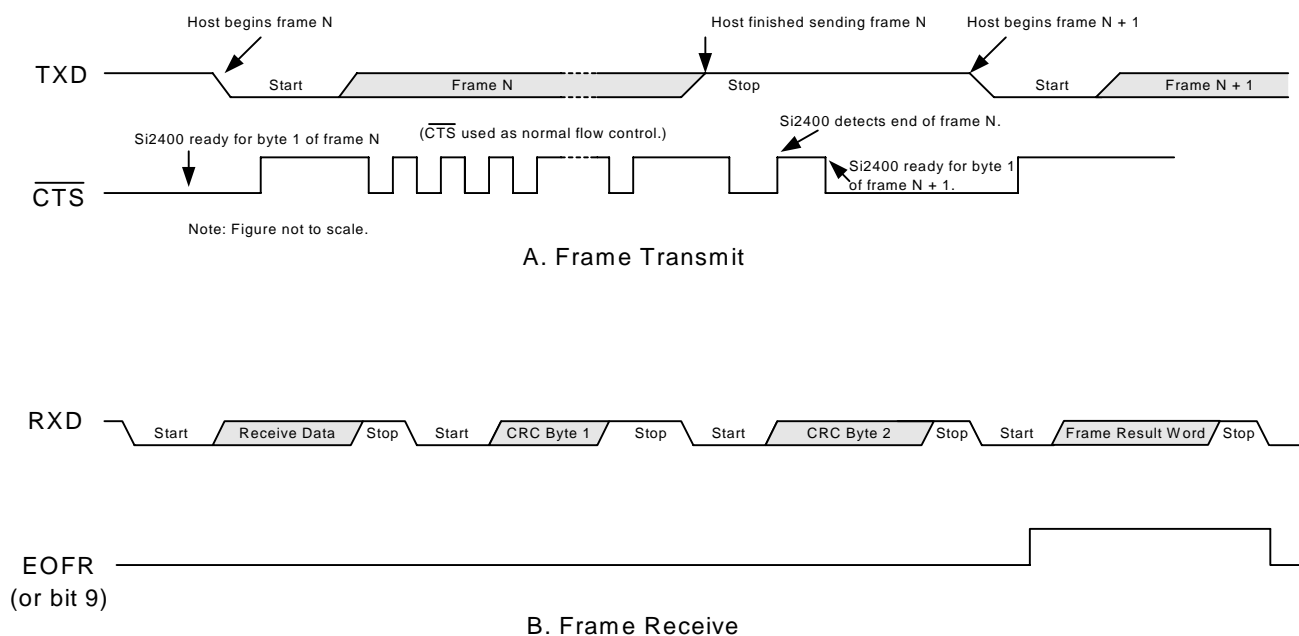 Host begins frame N
Host finished sending frame N
Host begins frame N + 1
TXD
Start
Frame N
Stop
Start
Frame N + 1
Si2400 ready for byte 1 of frame N
(CTS used as normal flow control.)
Si2400 detects end of frame N.
Si2400 ready for byte 1
of frame N + 1.
CTS
Note: Figure not to scale.
A. Frame Transmit
RXD
Start
Receive Data
Stop
Start
CRC Byte 1
Stop
Start
CRC Byte 2
Stop
Start
Frame Result Word
Stop
EOFR
(or bit 9)
B. Frame Receive